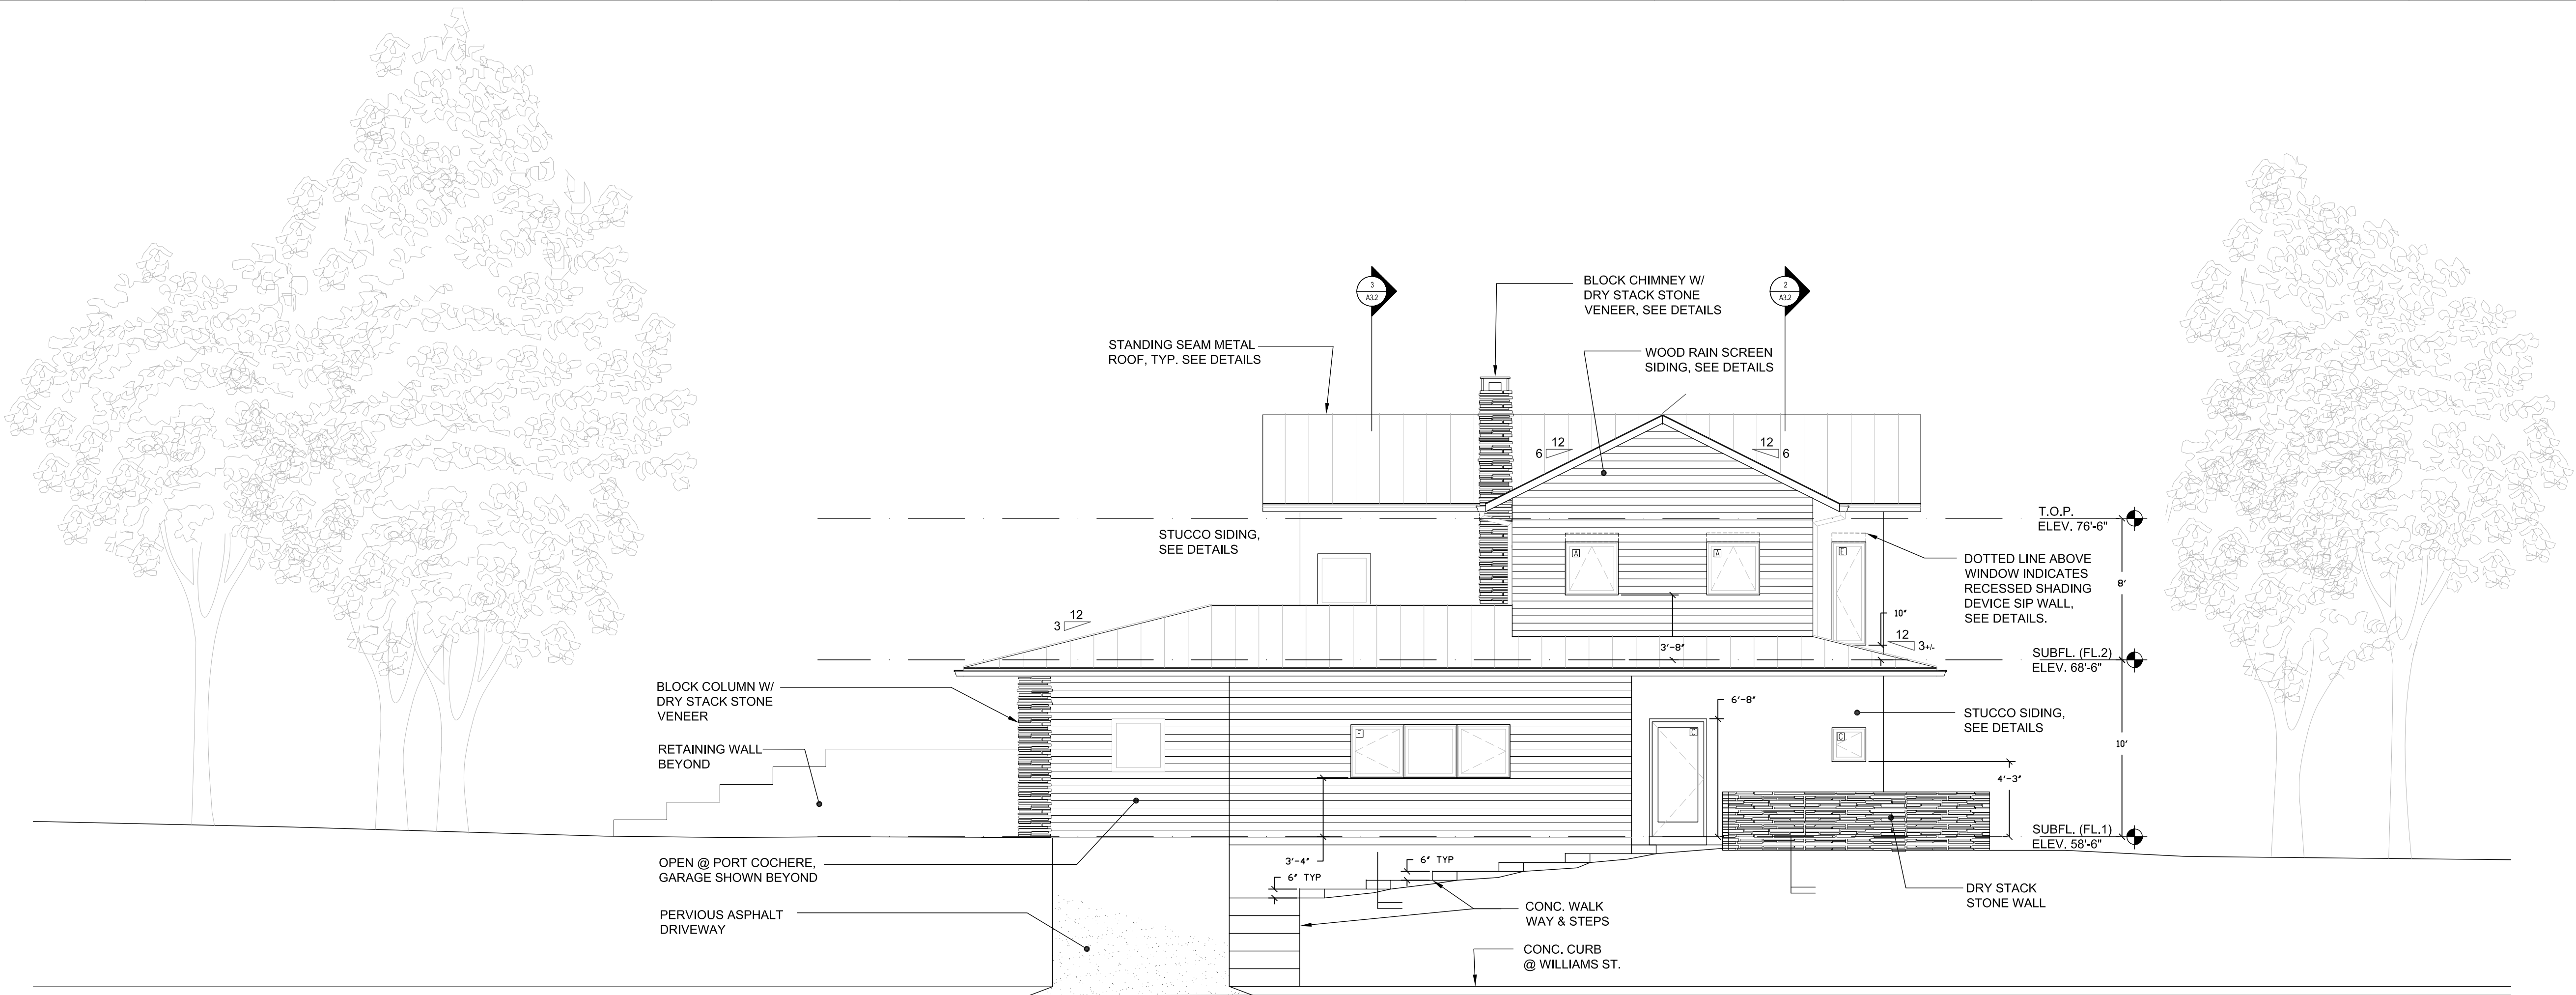 3
A3.2
2
A3.2
BLOCK CHIMNEY W/
DRY STACK STONE
VENEER, SEE DETAILS
STANDING SEAM METAL
ROOF, TYP. SEE DETAILS
WOOD RAIN SCREEN
SIDING, SEE DETAILS
12
6
12
6
T.O.P.
ELEV. 76'-6"
STUCCO SIDING,
SEE DETAILS
A
A
E
DOTTED LINE ABOVE
WINDOW INDICATES
RECESSED SHADING
DEVICE SIP WALL,
SEE DETAILS.
8'
12
3
10"
12
3+/-
3'-8"
SUBFL. (FL.2)
ELEV. 68'-6"
BLOCK COLUMN W/
DRY STACK STONE
VENEER
6'-8"
STUCCO SIDING,
SEE DETAILS
F
C
C
RETAINING WALL
BEYOND
10'
4'-3"
SUBFL. (FL.1)
ELEV. 58'-6"
OPEN @ PORT COCHERE,
GARAGE SHOWN BEYOND
3'-4"
6" TYP
6" TYP
DRY STACK
STONE WALL
PERVIOUS ASPHALT
DRIVEWAY
CONC. WALK
WAY & STEPS
CONC. CURB
@ WILLIAMS ST.